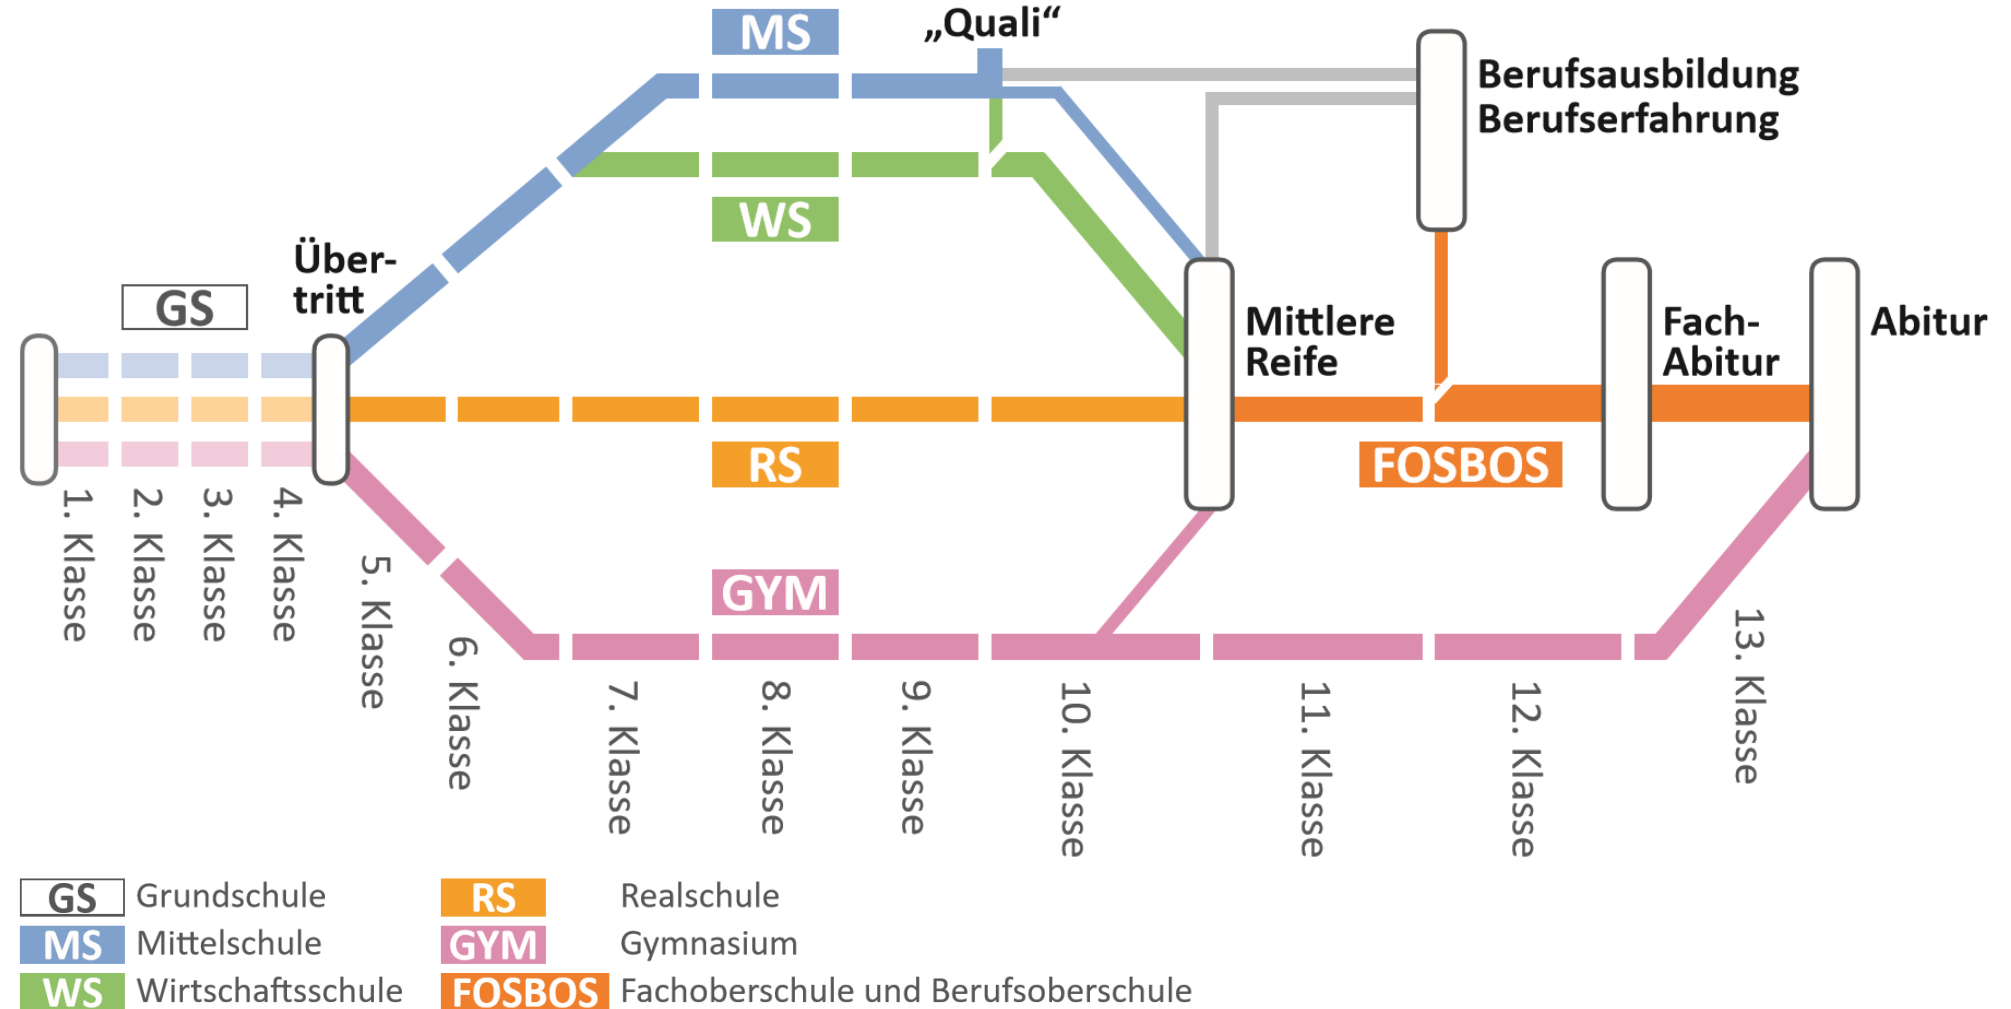 MS
„Quali“
Berufsausbildung
Berufserfahrung
WS
Über-
tritt
GS
Mittlere
Reife
Fach-
Abitur
Abitur
RS
FOSBOS
GYM
1. Klasse
2. Klasse
3. Klasse
4. Klasse
5. Klasse
6. Klasse
7. Klasse
8. Klasse
9. Klasse
10. Klasse
11. Klasse
12. Klasse
13. Klasse
GS Grundschule
MS Mittelschule
WS Wirtschaftsschule
RS Realschule
GYM Gymnasium
FOSBOS Fachoberschule und Berufsoberschule